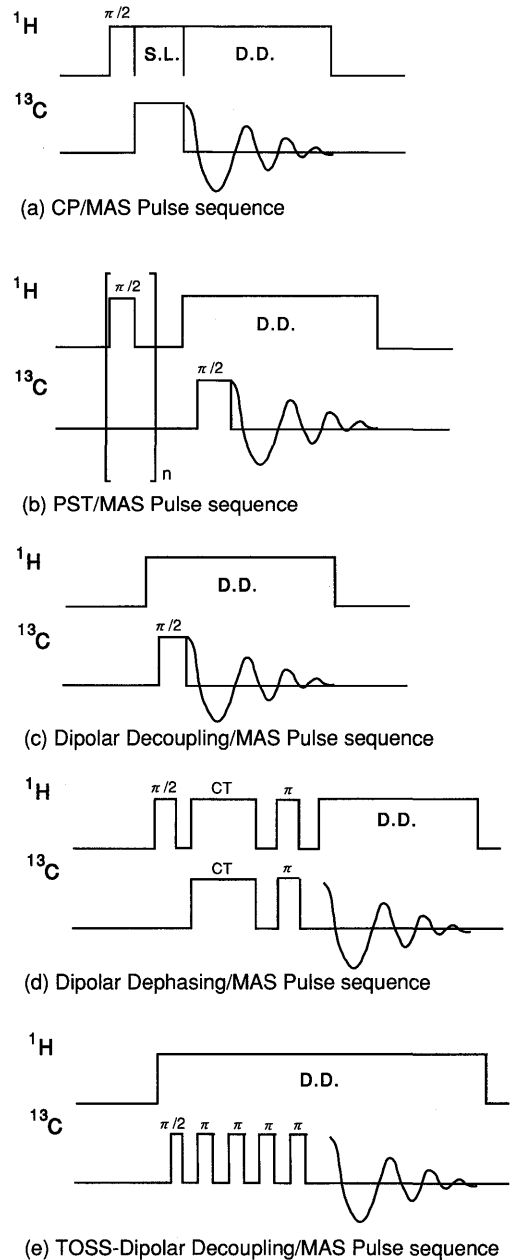 π/2
¹H
S.L. D.D.
¹³C
(a) CP/MAS Pulse sequence
π/2
¹H
D.D.
π/2
¹³C
n
(b) PST/MAS Pulse sequence
¹H
D.D.
π/2
¹³C
(c) Dipolar Decoupling/MAS Pulse sequence
π/2 CT π
¹H
D.D.
CT π
¹³C
(d) Dipolar Dephasing/MAS Pulse sequence
¹H
D.D.
¹³C
π/2 π π π π
(e) TOSS-Dipolar Decoupling/MAS Pulse sequence